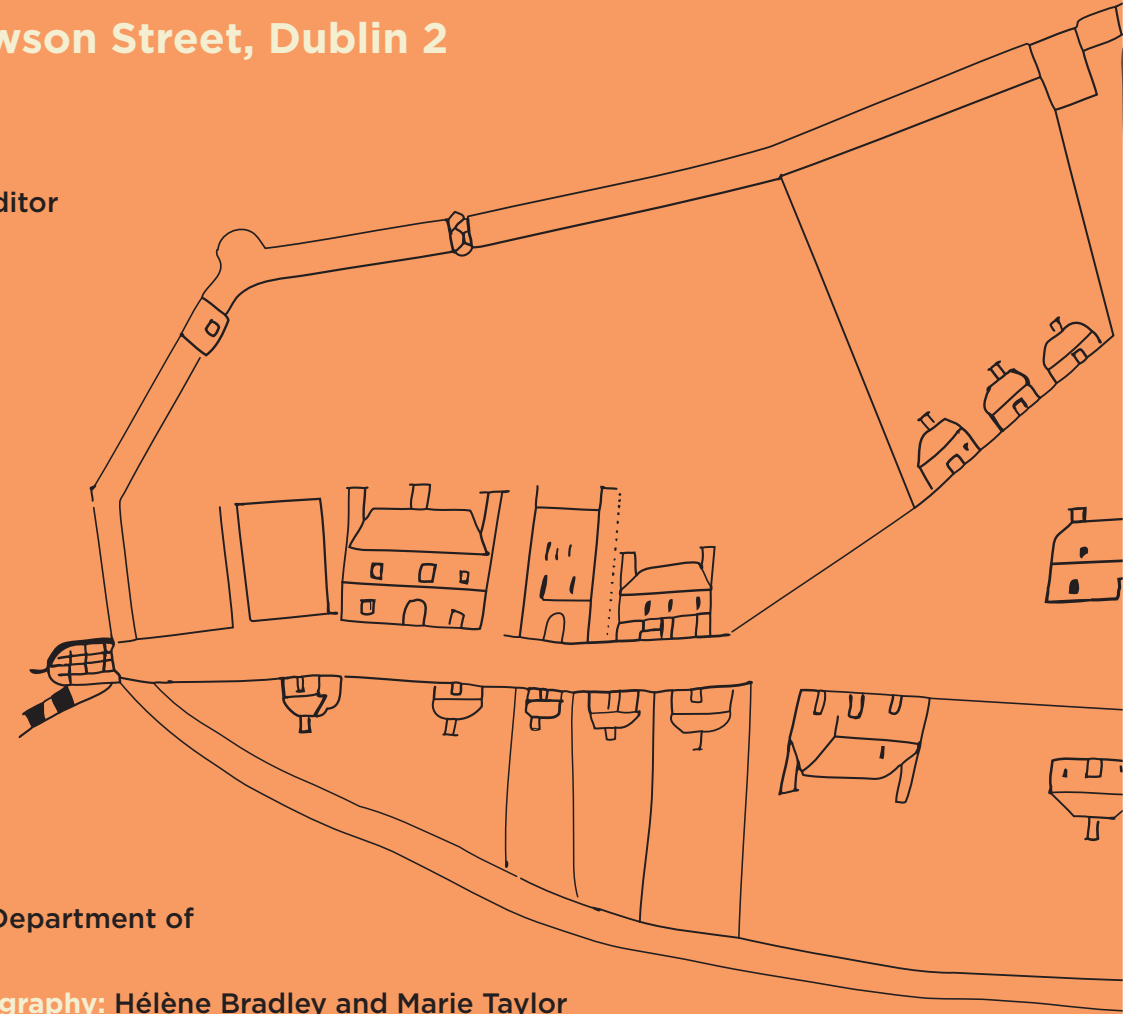 wson Street, Dublin 2
ditor
Department of
graphy: Hélène Bradley and Marie Taylor